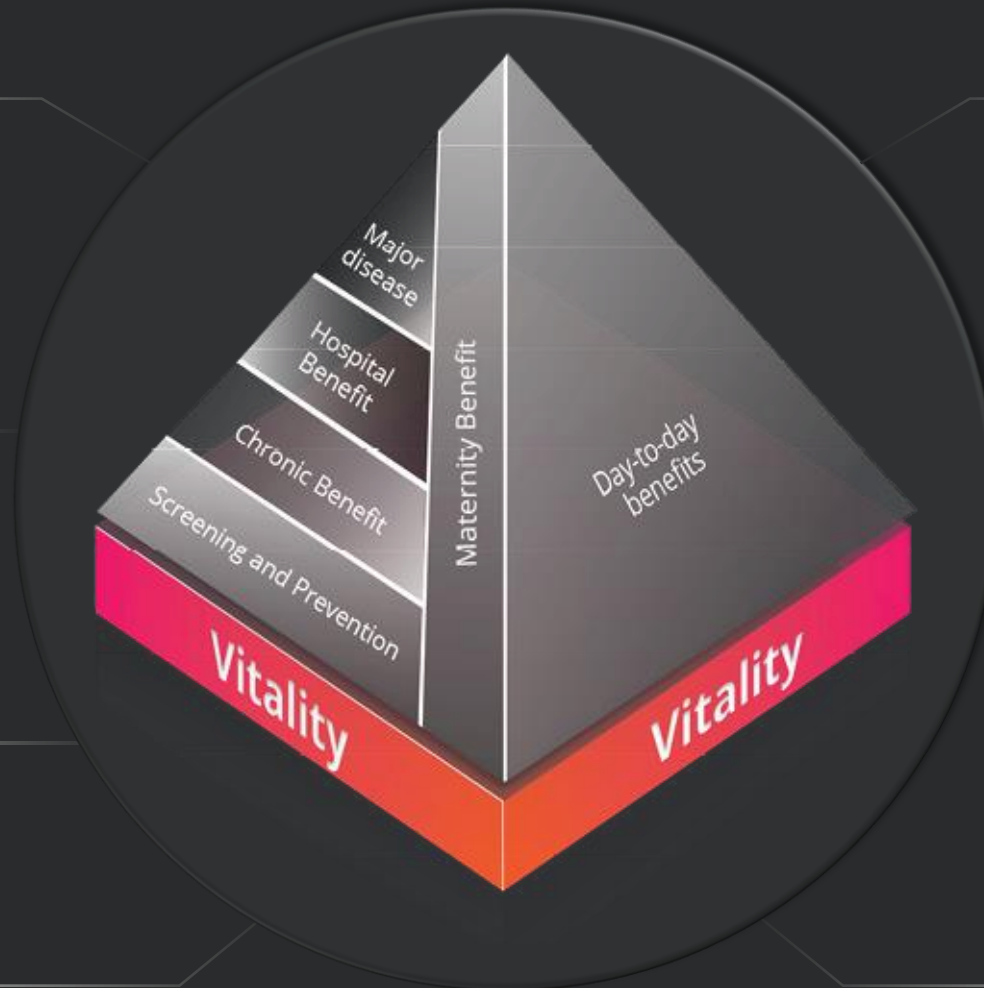 Major
disease
Hospital
Benefit
Chronic Benefit
Screening and Prevention
Maternity Benefit
Day-to-day
benefits
Vitality
Vitality